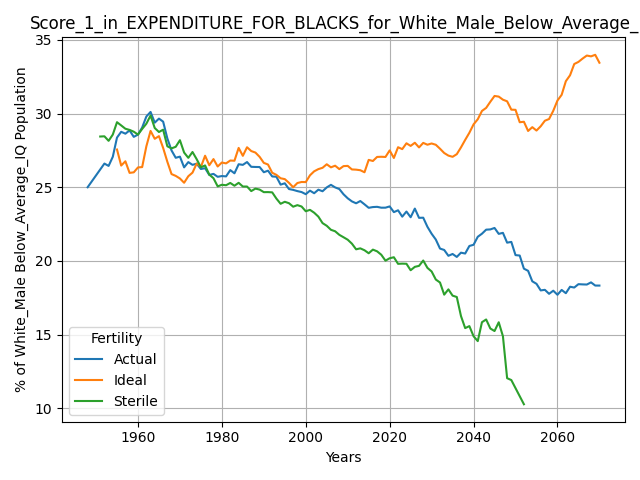 Score_1_in_EXPENDITURE_FOR_BLACKS_for_White_Male_Below_Average_
35
30
25
20
15
10
% of White_Male Below_Average_IQ Population
Fertility
Actual
Ideal
Sterile
1960 1980 2000 2020 2040 2060
Years